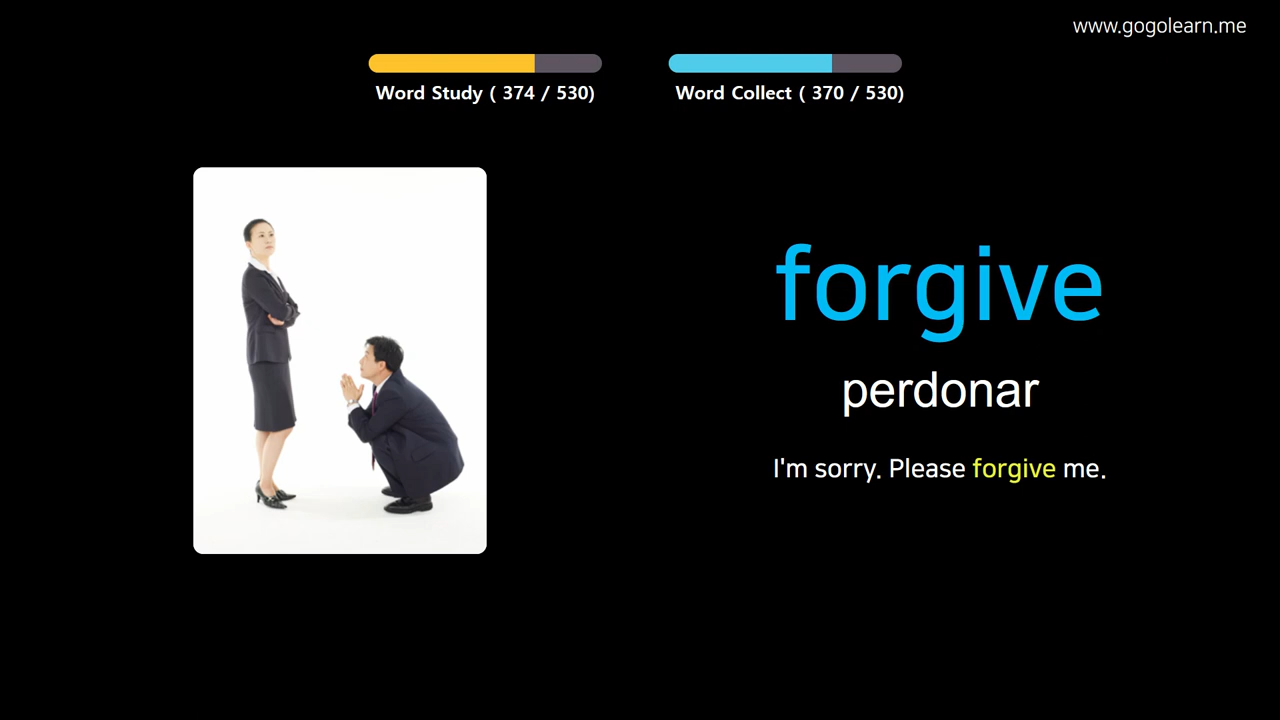 www.gogolearn.me
Word Study ( 374 / 530)
Word Collect ( 370 / 530)
forgive
perdonar
I'm sorry. Please forgive me.